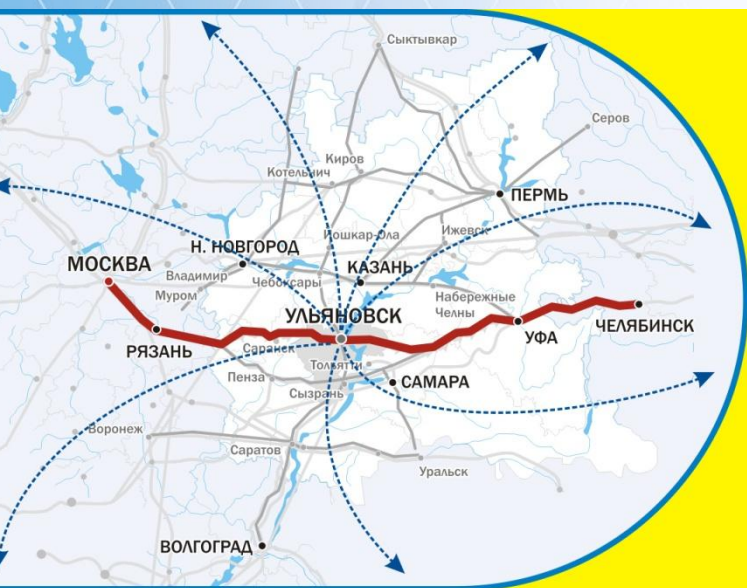 Сыктывкар
Серов
Киров
Котельнич
ПЕРМЬ
Йошкар-Ола
Ижевск
Н. НОВГОРОД
МОСКВА
Владимир
Чебоксары
КАЗАНЬ
Муром
Набережные
Челны
УЛЬЯНОВСК
РЯЗАНЬ
Саранск
УФА
ЧЕЛЯБИНСК
Тольятти
Пенза
Сызрань
САМАРА
Воронеж
Саратов
Уральск
ВОЛГОГРАД